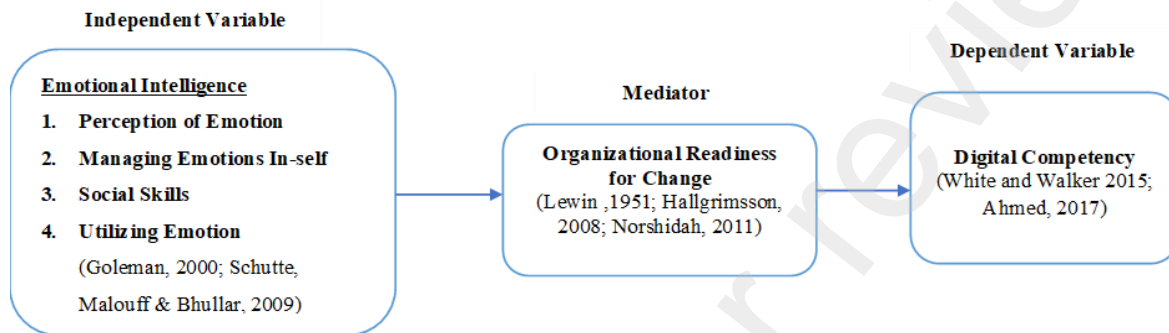 Independent Variable
Emotional Intelligence
1. Perception of Emotion
2. Managing Emotions In-self
3. Social Skills
4. Utilizing Emotion
(Goleman, 2000; Schutte,
Malouff & Bhullar, 2009)
Mediator
Organizational Readiness
for Change
(Lewin ,1951; Hallgrimsson,
2008; Norshidah, 2011)
Dependent Variable
Digital Competency
(White and Walker 2015;
Ahmed, 2017)
r review